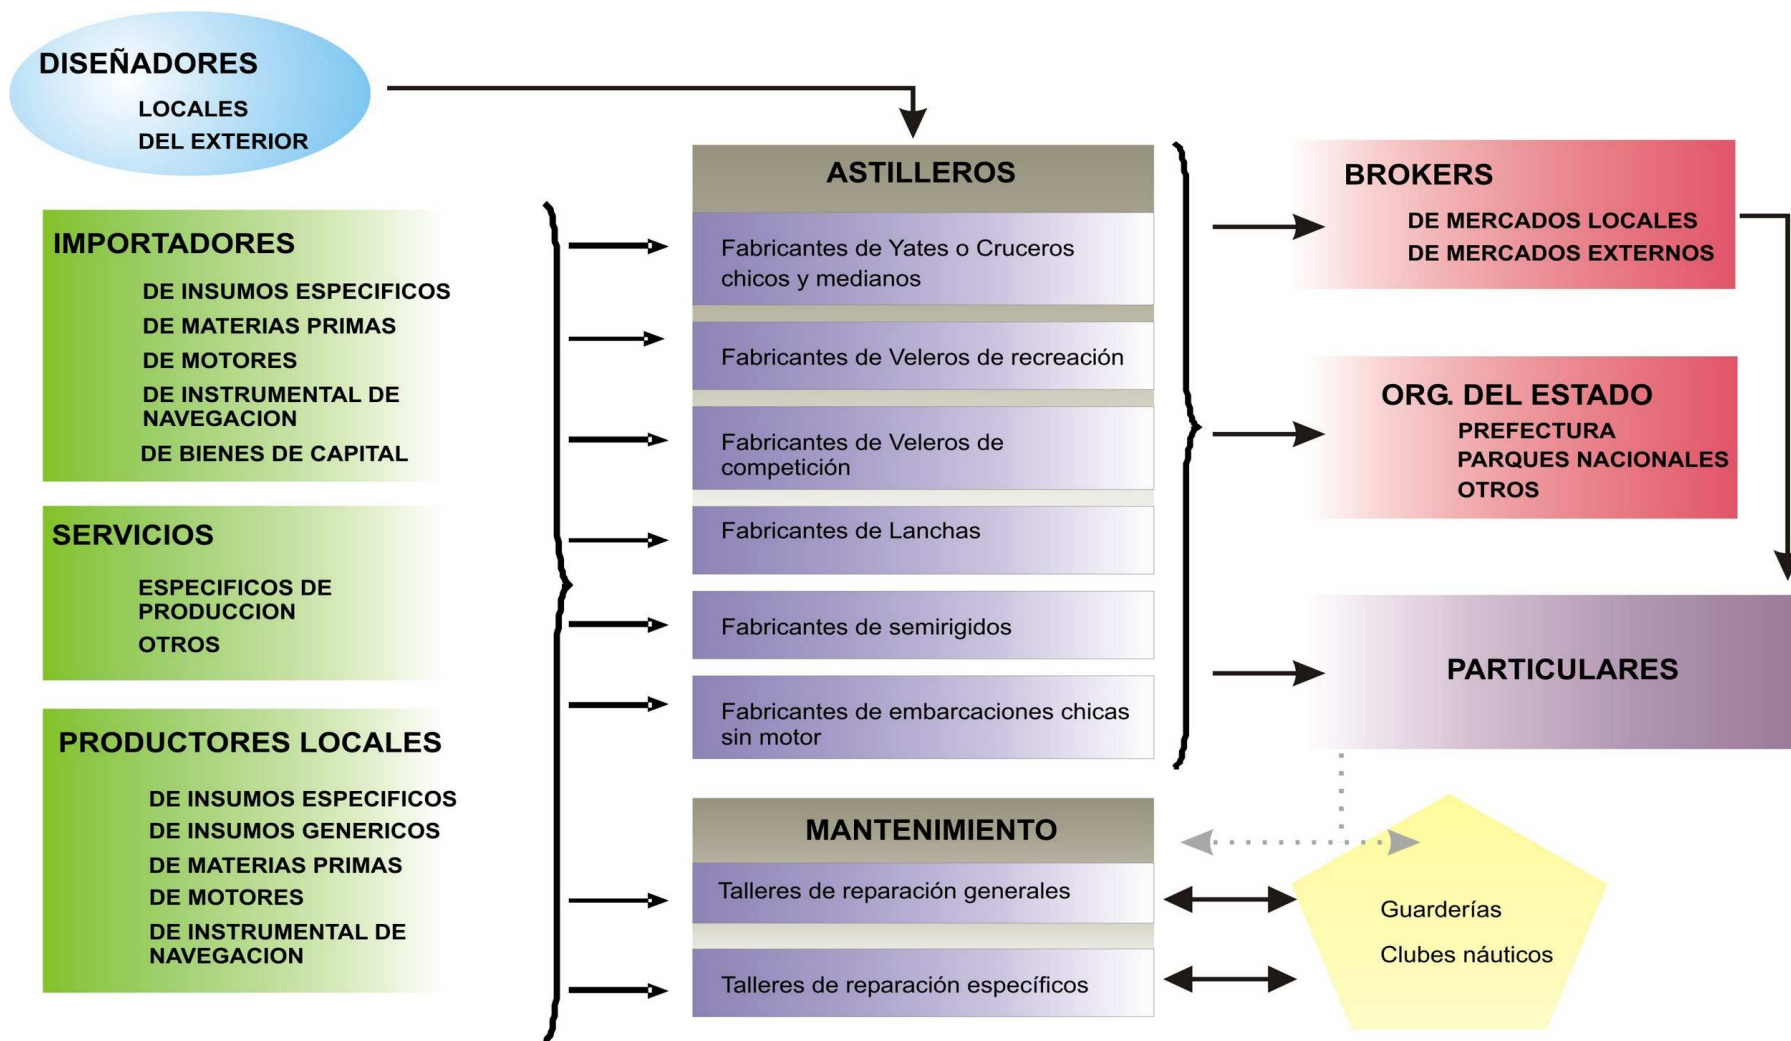 DISEÑADORES
LOCALES
DEL EXTERIOR
IMPORTADORES
DE INSUMOS ESPECIFICOS
DE MATERIAS PRIMAS
DE MOTORES
DE INSTRUMENTAL DE
NAVEGACION
DE BIENES DE CAPITAL
SERVICIOS
ESPECIFICOS DE
PRODUCCION
OTROS
PRODUCTORES LOCALES
DE INSUMOS ESPECIFICOS
DE INSUMOS GENERICOS
DE MATERIAS PRIMAS
DE MOTORES
DE INSTRUMENTAL DE
NAVEGACION
ASTILLEROS
Fabricantes de Yates o Cruceros
chicos y medianos
Fabricantes de Veleros de recreación
Fabricantes de Veleros de
competición
Fabricantes de Lanchas
Fabricantes de semirigidos
Fabricantes de embarcaciones chicas
sin motor
MANTENIMIENTO
Talleres de reparación generales
Talleres de reparación específicos
BROKERS
DE MERCADOS LOCALES
DE MERCADOS EXTERNOS
ORG. DEL ESTADO
PREFECTURA
PARQUES NACIONALES
OTROS
PARTICULARES
Guarderías
Clubes náuticos